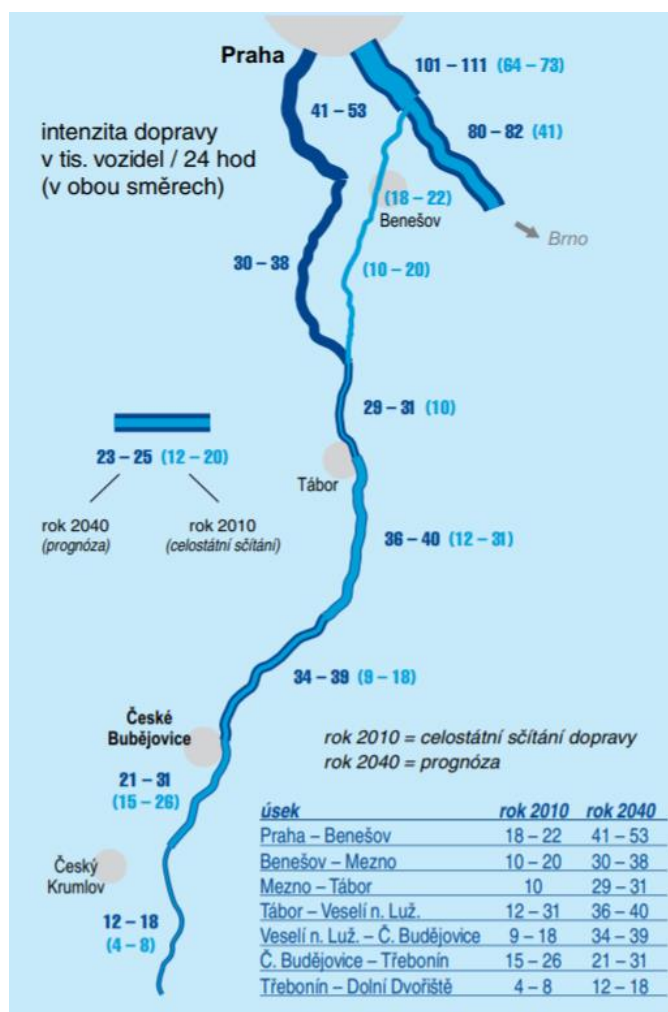 Praha
101 – 111 (64 – 73)
41 – 53
80 – 82 (41)
intenzita dopravy
v tis. vozidel / 24 hod
(v obou směrech)
(18 – 22)
Benešov
Brno
30 – 38
(10 – 20)
29 – 31 (10)
23 – 25 (12 – 20)
Tábor
rok 2040
(prognóza)
rok 2010
(celostátní sčítání)
36 – 40 (12 – 31)
34 – 39 (9 – 18)
České
Bubějovice
rok 2010 = celostátní sčítání dopravy
rok 2040 = prognóza
21 – 31
(15 – 26)
Český
Krumlov
12 – 18
(4 – 8)
úsek rok 2010 rok 2040
Praha – Benešov 18 – 22 41 – 53
Benešov – Mezno 10 – 20 30 – 38
Mezno – Tábor 10 29 – 31
Tábor – Veselí n. Luž. 12 – 31 36 – 40
Veselí n. Luž. – Č. Budějovice 9 – 18 34 – 39
Č. Budějovice – Třebonín 15 – 26 21 – 31
Třebonín – Dolní Dvořiště 4 – 8 12 – 18